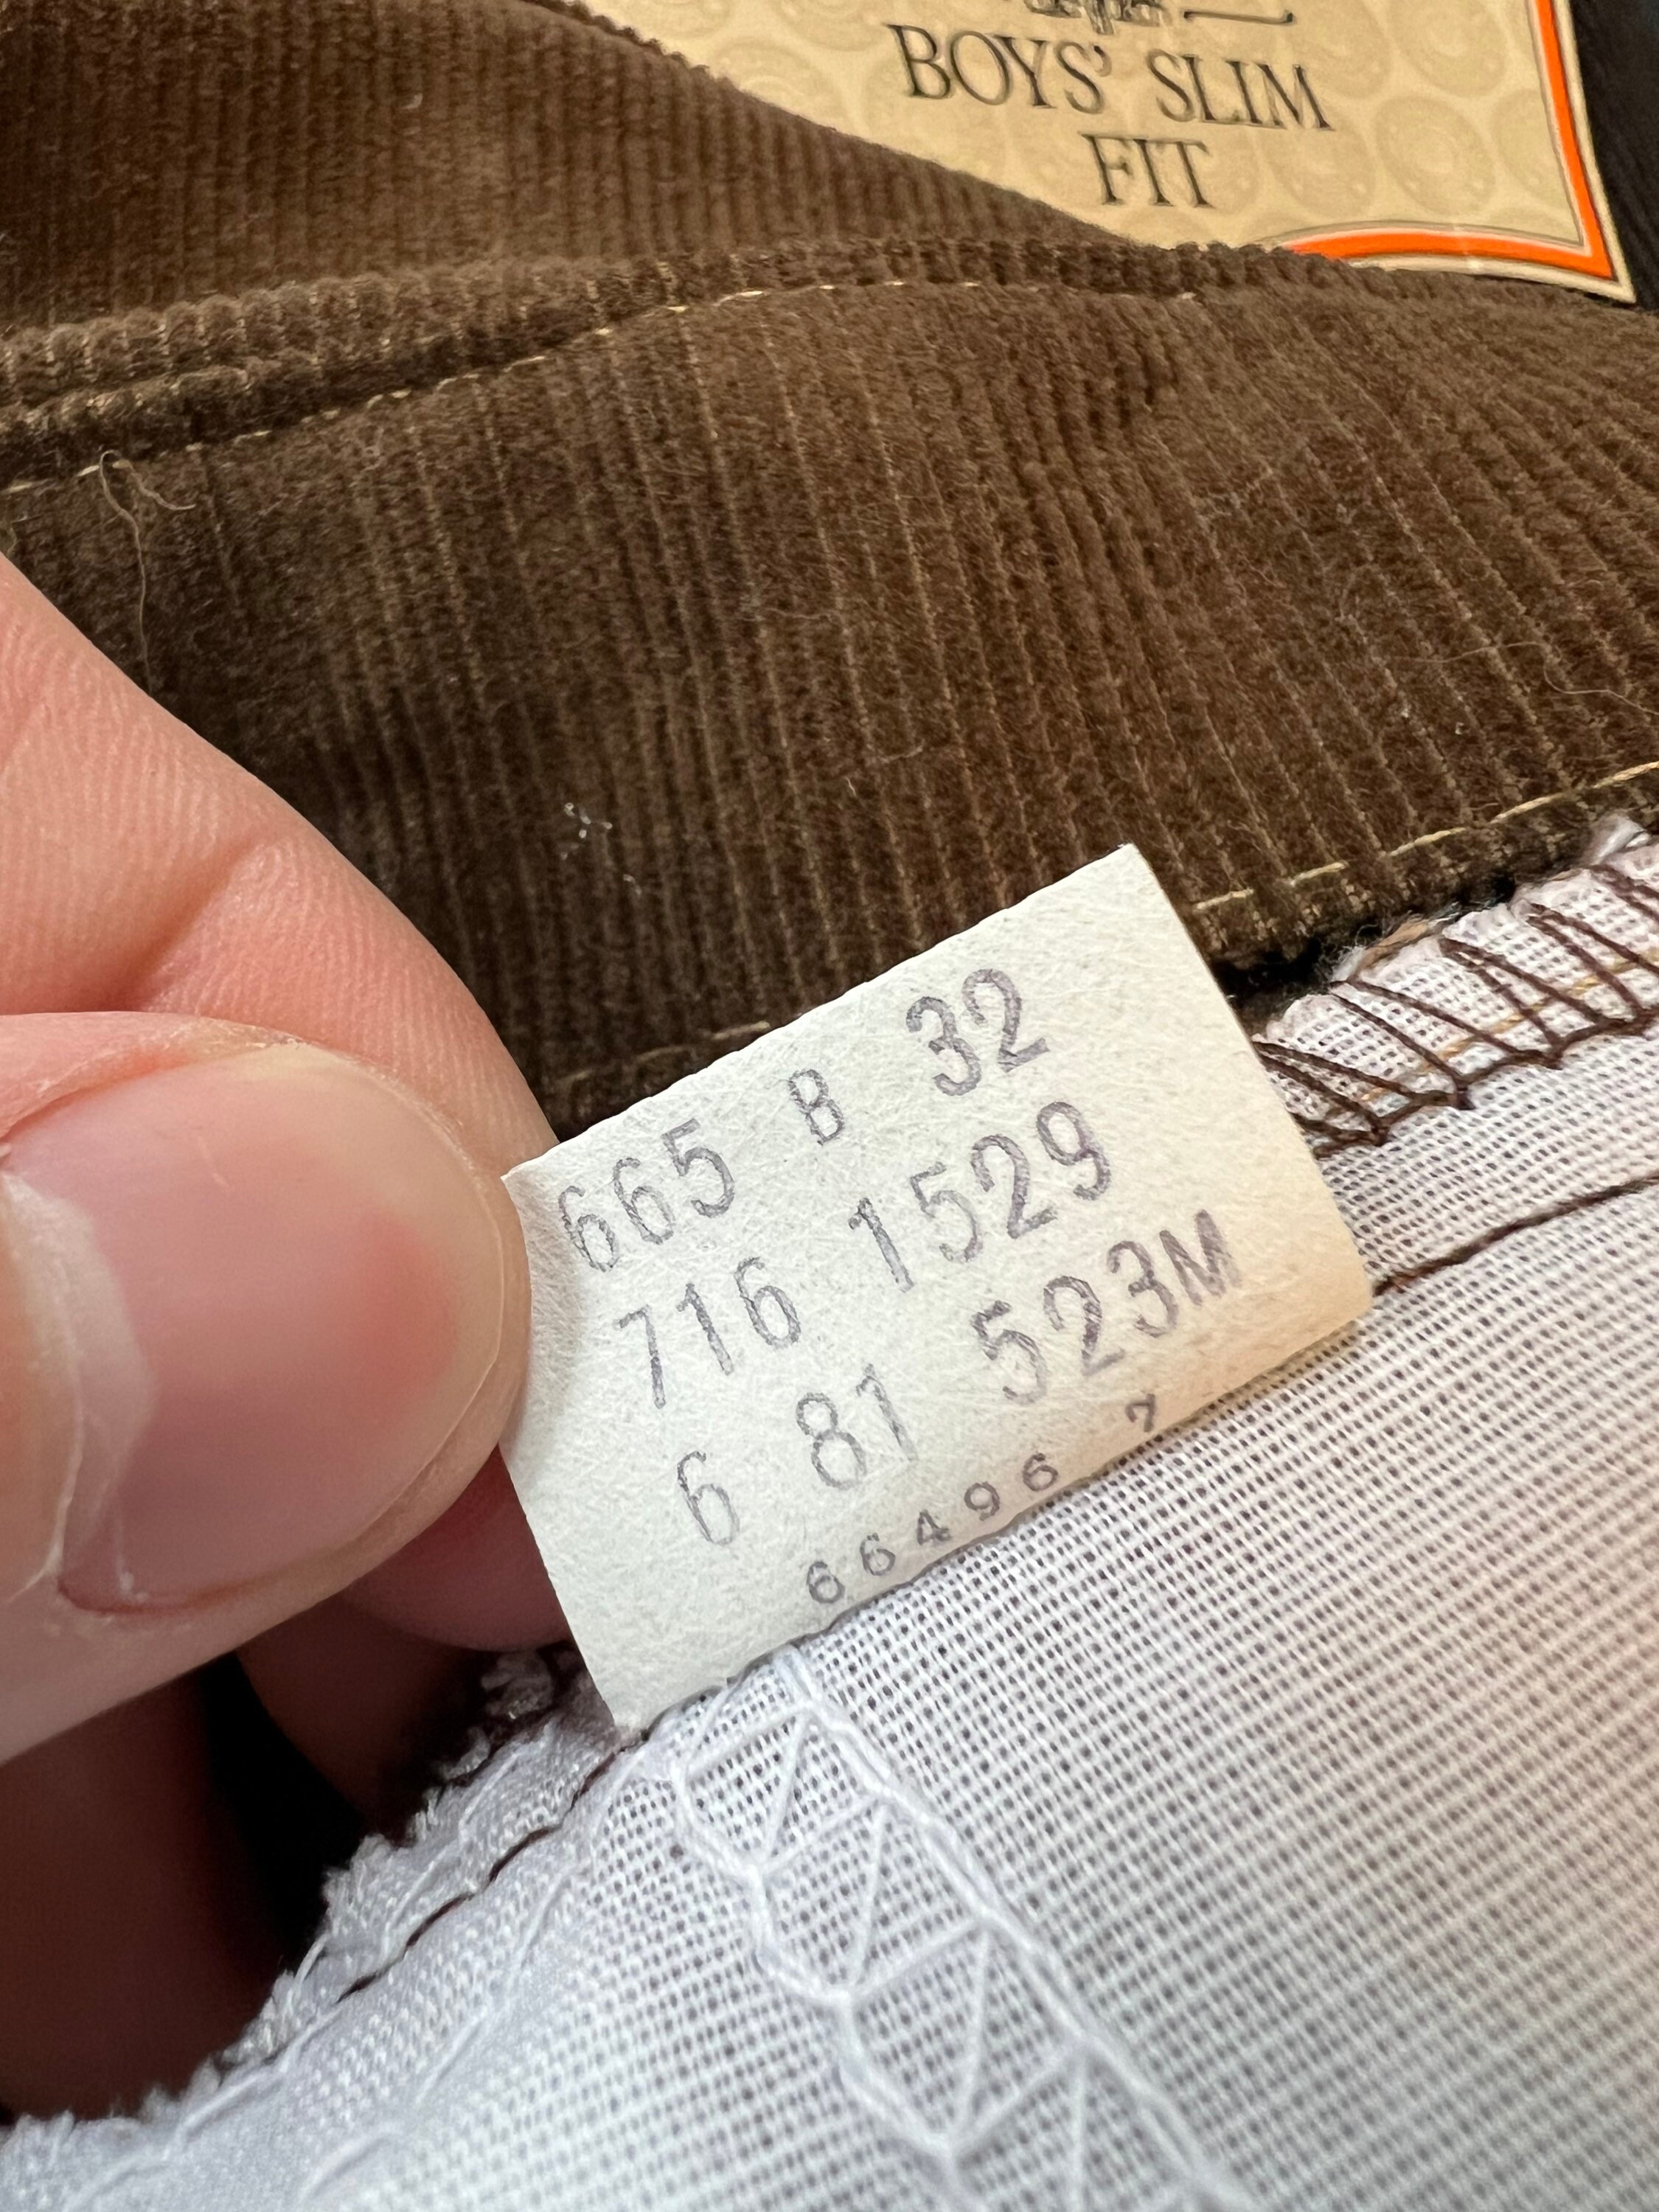 BOYS' SLIM
FIT
665 B 32
716 1529
6 81 523M
66496 7